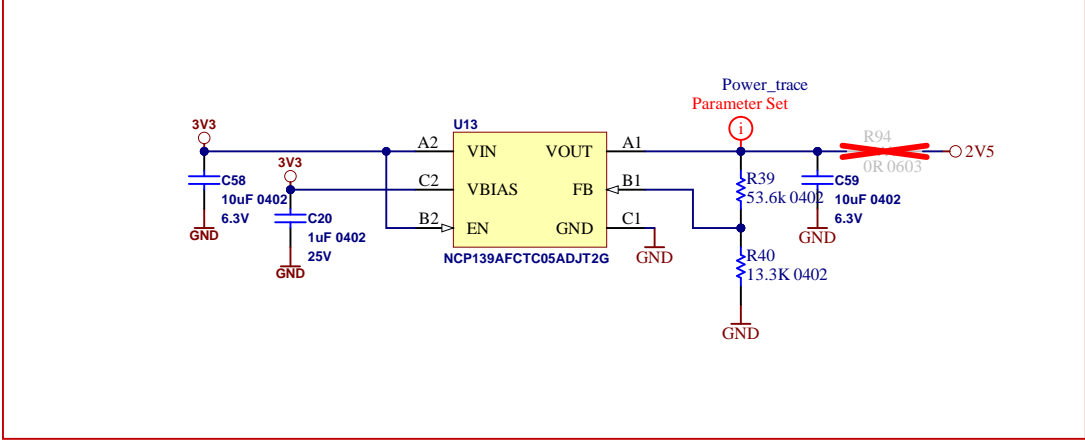 Power_trace
Parameter Set
i
3V3
C58
10uF 0402
6.3V
GND
3V3
C20
1uF 0402
25V
GND
U13
A2 VIN VOUT A1
C2 VBIAS FB B1
B2 EN GND C1
NCP139AFCTC05ADJT2G
GND
R39
53.6k 0402
R40
13.3K 0402
GND
C59
10uF 0402
6.3V
GND
R94
0R 0603
2V5